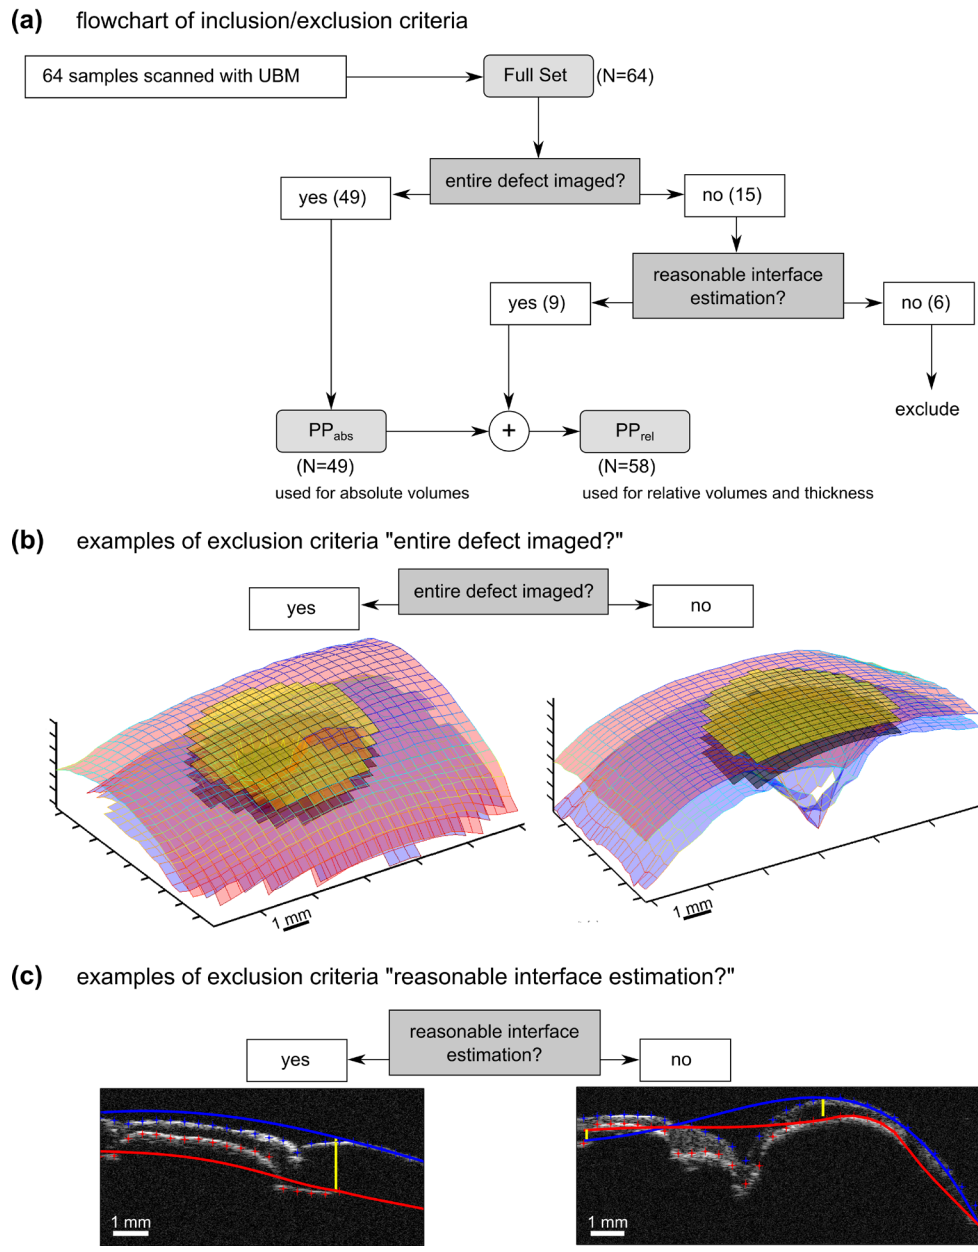 (a) flowchart of inclusion/exclusion criteria
64 samples scanned with UBM
Full Set
(N=64)
entire defect imaged?
yes (49)
no (15)
reasonable interface
estimation?
yes (9)
no (6)
exclude
PPabs
+
PPrel
(N=49)
(N=58)
used for absolute volumes
used for relative volumes and thickness
(b) examples of exclusion criteria "entire defect imaged?"
entire defect imaged?
yes
no
1 mm
1 mm
(c) examples of exclusion criteria "reasonable interface estimation?"
reasonable interface
estimation?
yes
no
1 mm
1 mm